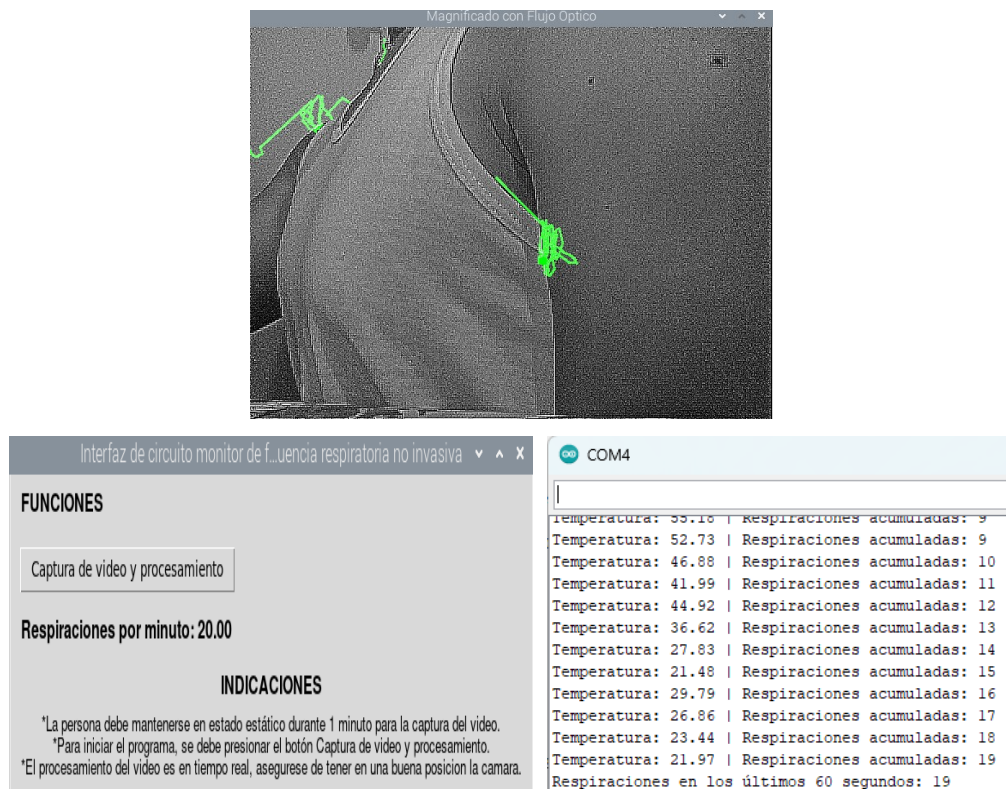 Magnificado con Flujo Optico
Interfaz de circuito monitor de f...uencia respiratoria no invasiva
FUNCIONES
Captura de video y procesamiento
Respiraciones por minuto: 20.00
INDICACIONES
*La persona debe mantenerse en estado estático durante 1 minuto para la captura del video.
*Para iniciar el programa, se debe presionar el botón Captura de video y procesamiento.
*El procesamiento del video es en tiempo real, asegurese de tener en una buena posicion la camara.
COM4
Temperatura: 55.18 | Respiraciones acumuladas: 9
Temperatura: 52.73 | Respiraciones acumuladas: 9
Temperatura: 46.88 | Respiraciones acumuladas: 10
Temperatura: 41.99 | Respiraciones acumuladas: 11
Temperatura: 44.92 | Respiraciones acumuladas: 12
Temperatura: 36.62 | Respiraciones acumuladas: 13
Temperatura: 27.83 | Respiraciones acumuladas: 14
Temperatura: 21.48 | Respiraciones acumuladas: 15
Temperatura: 29.79 | Respiraciones acumuladas: 16
Temperatura: 26.86 | Respiraciones acumuladas: 17
Temperatura: 23.44 | Respiraciones acumuladas: 18
Temperatura: 21.97 | Respiraciones acumuladas: 19
Respiraciones en los últimos 60 segundos: 19